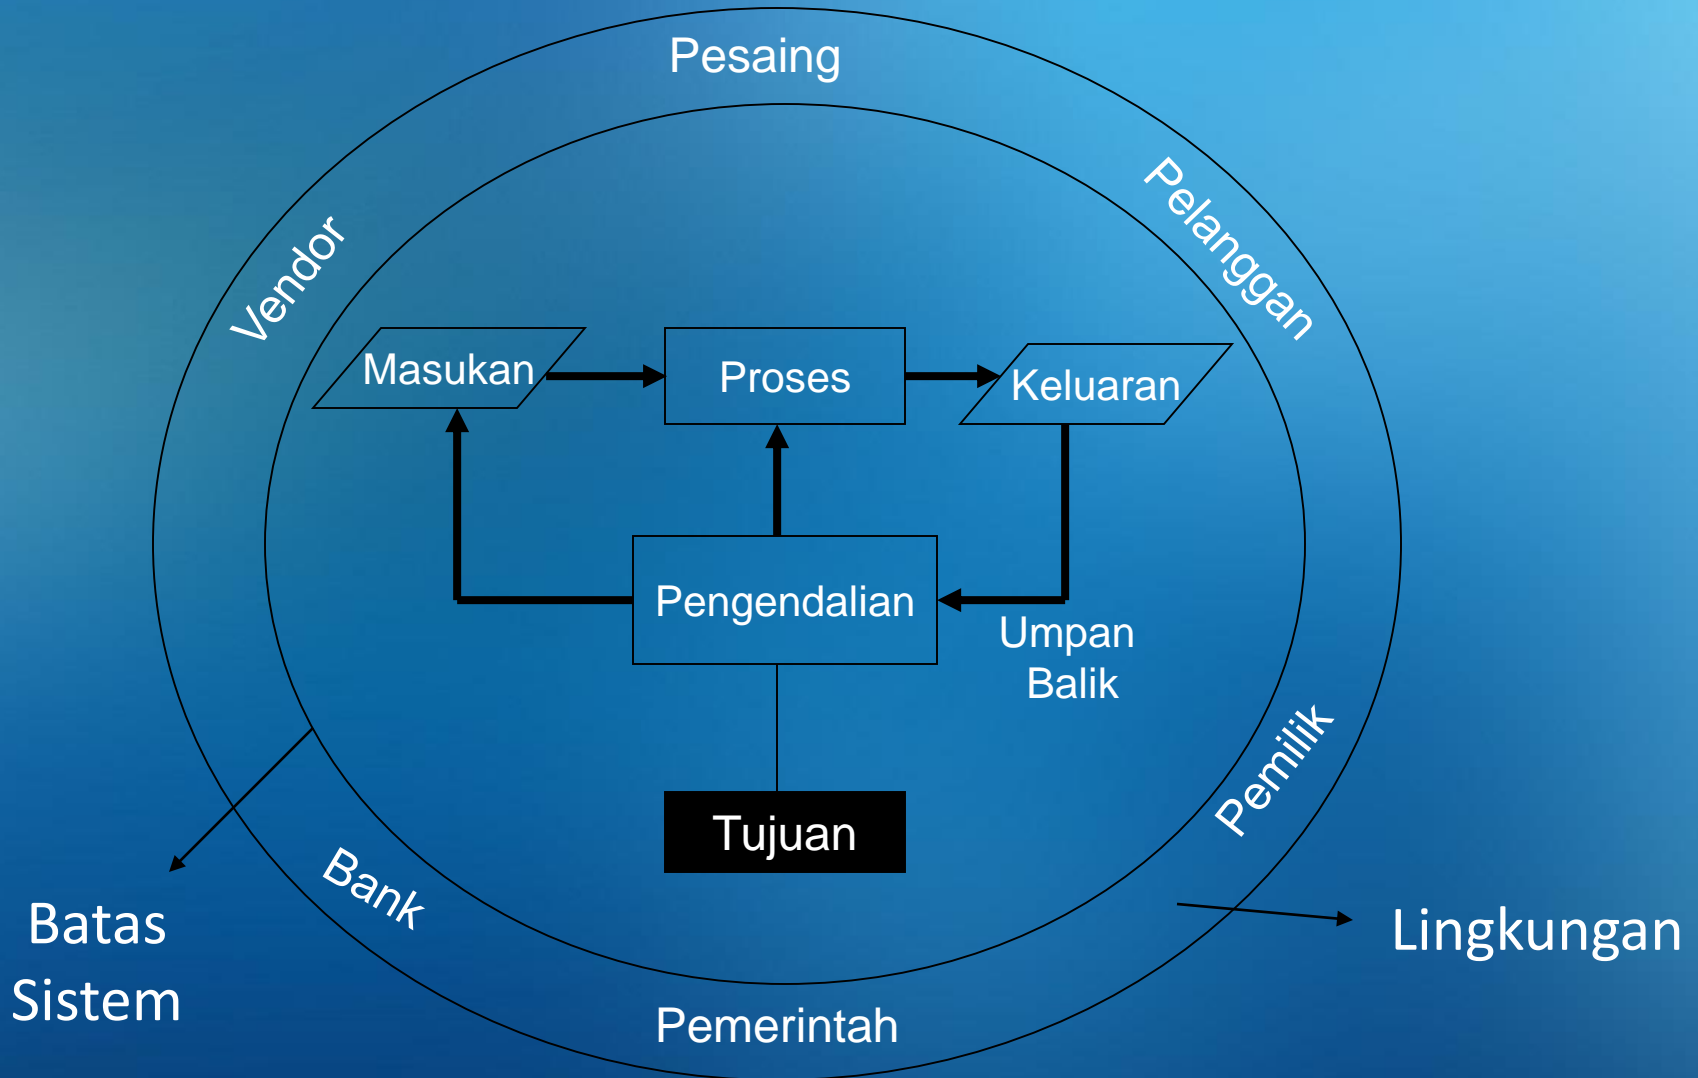 Pesaing
Pelanggan
Vendor
Masukan
Proses
Keluaran
Pengendalian
Umpan
Balik
Pemilik
Tujuan
Bank
Batas
Sistem
Lingkungan
Pemerintah